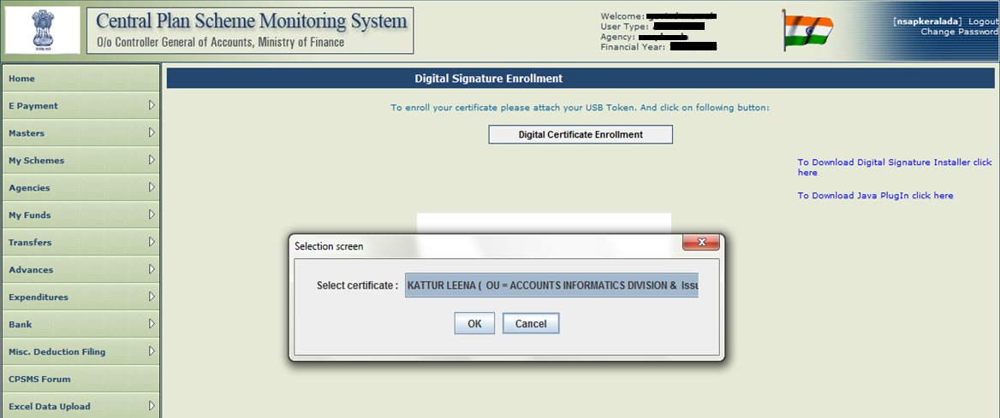 Central Plan Scheme Monitoring System
O/o Controller General of Accounts, Ministry of Finance
Welcome:
User Type:
Agency:
Financial Year:
[nsapkeralada] Logout
Change Password
Home
E Payment
Masters
My Schemes
Agencies
My Funds
Transfers
Advances
Expenditures
Bank
Misc. Deduction Filing
CPSMS Forum
Excel Data Upload
Digital Signature Enrollment
To enroll your certificate please attach your USB Token. And click on following button:
Digital Certificate Enrollment
To Download Digital Signature Installer click
here
To Download Java PlugIn click here
Selection screen
Select certificate : KATTUR LEENA ( OU = ACCOUNTS INFORMATICS DIVISION & Issu
OK Cancel